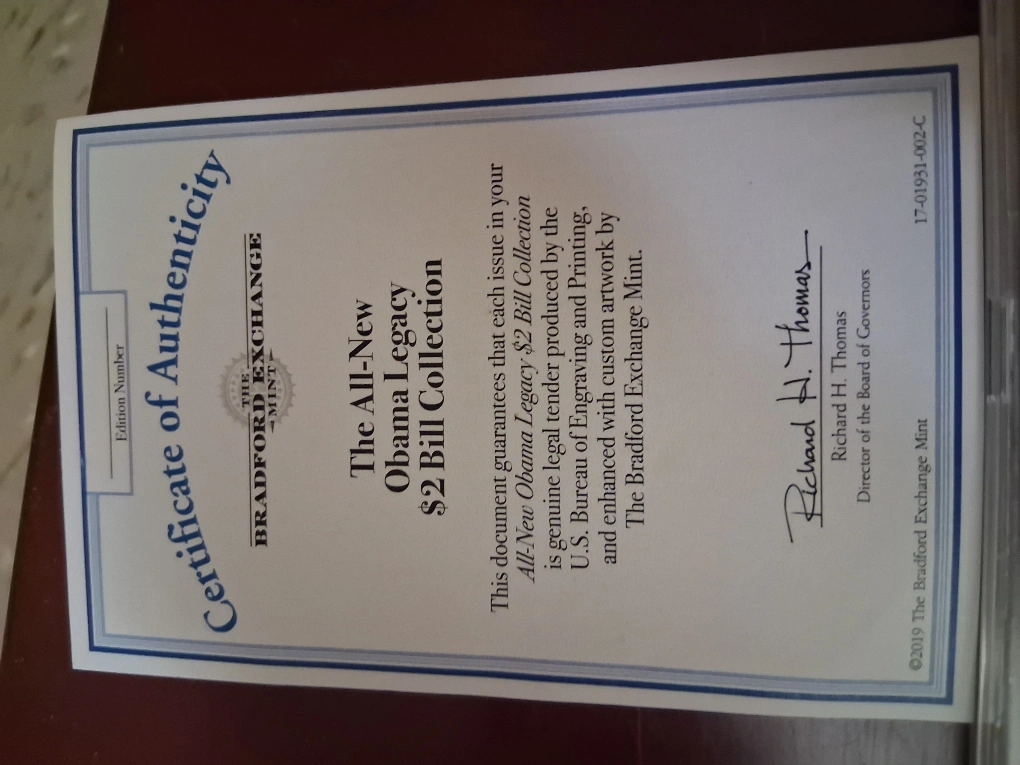 Edition Number
Certificate of Authenticity
THE
BRADFORD EXCHANGE
MINT
The All-New
Obama Legacy
$2 Bill Collection
This document guarantees that each issue in your
All-New Obama Legacy $2 Bill Collection
is genuine legal tender produced by the
U.S. Bureau of Engraving and Printing,
and enhanced with custom artwork by
The Bradford Exchange Mint.
Richard H. Thomas
Richard H. Thomas
Director of the Board of Governors
©2019 The Bradford Exchange Mint 17-01931-002-C